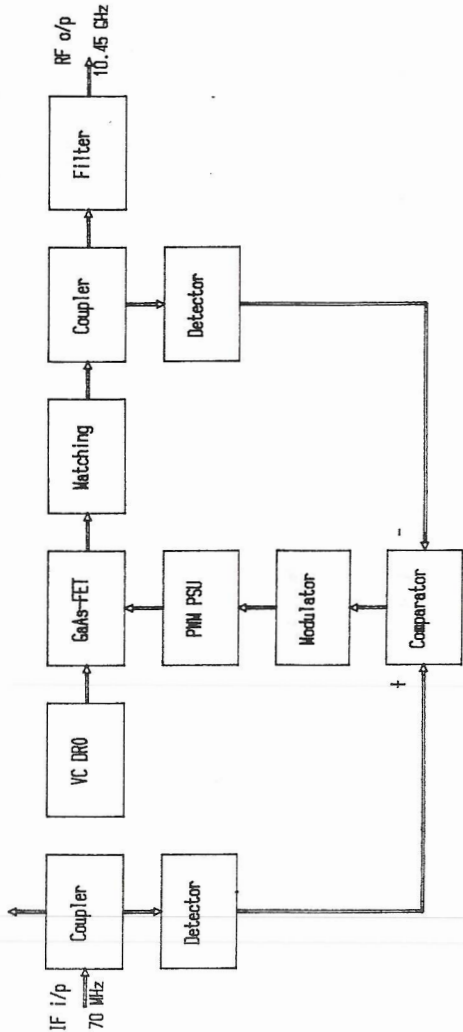 IF i/p
70 MHz
Coupler
Detector
VC DRO
GaAs-FET
PWM PSU
Modulator
Comparator
+
-
Matching
Coupler
Detector
Filter
RF o/p
10.45 GHz